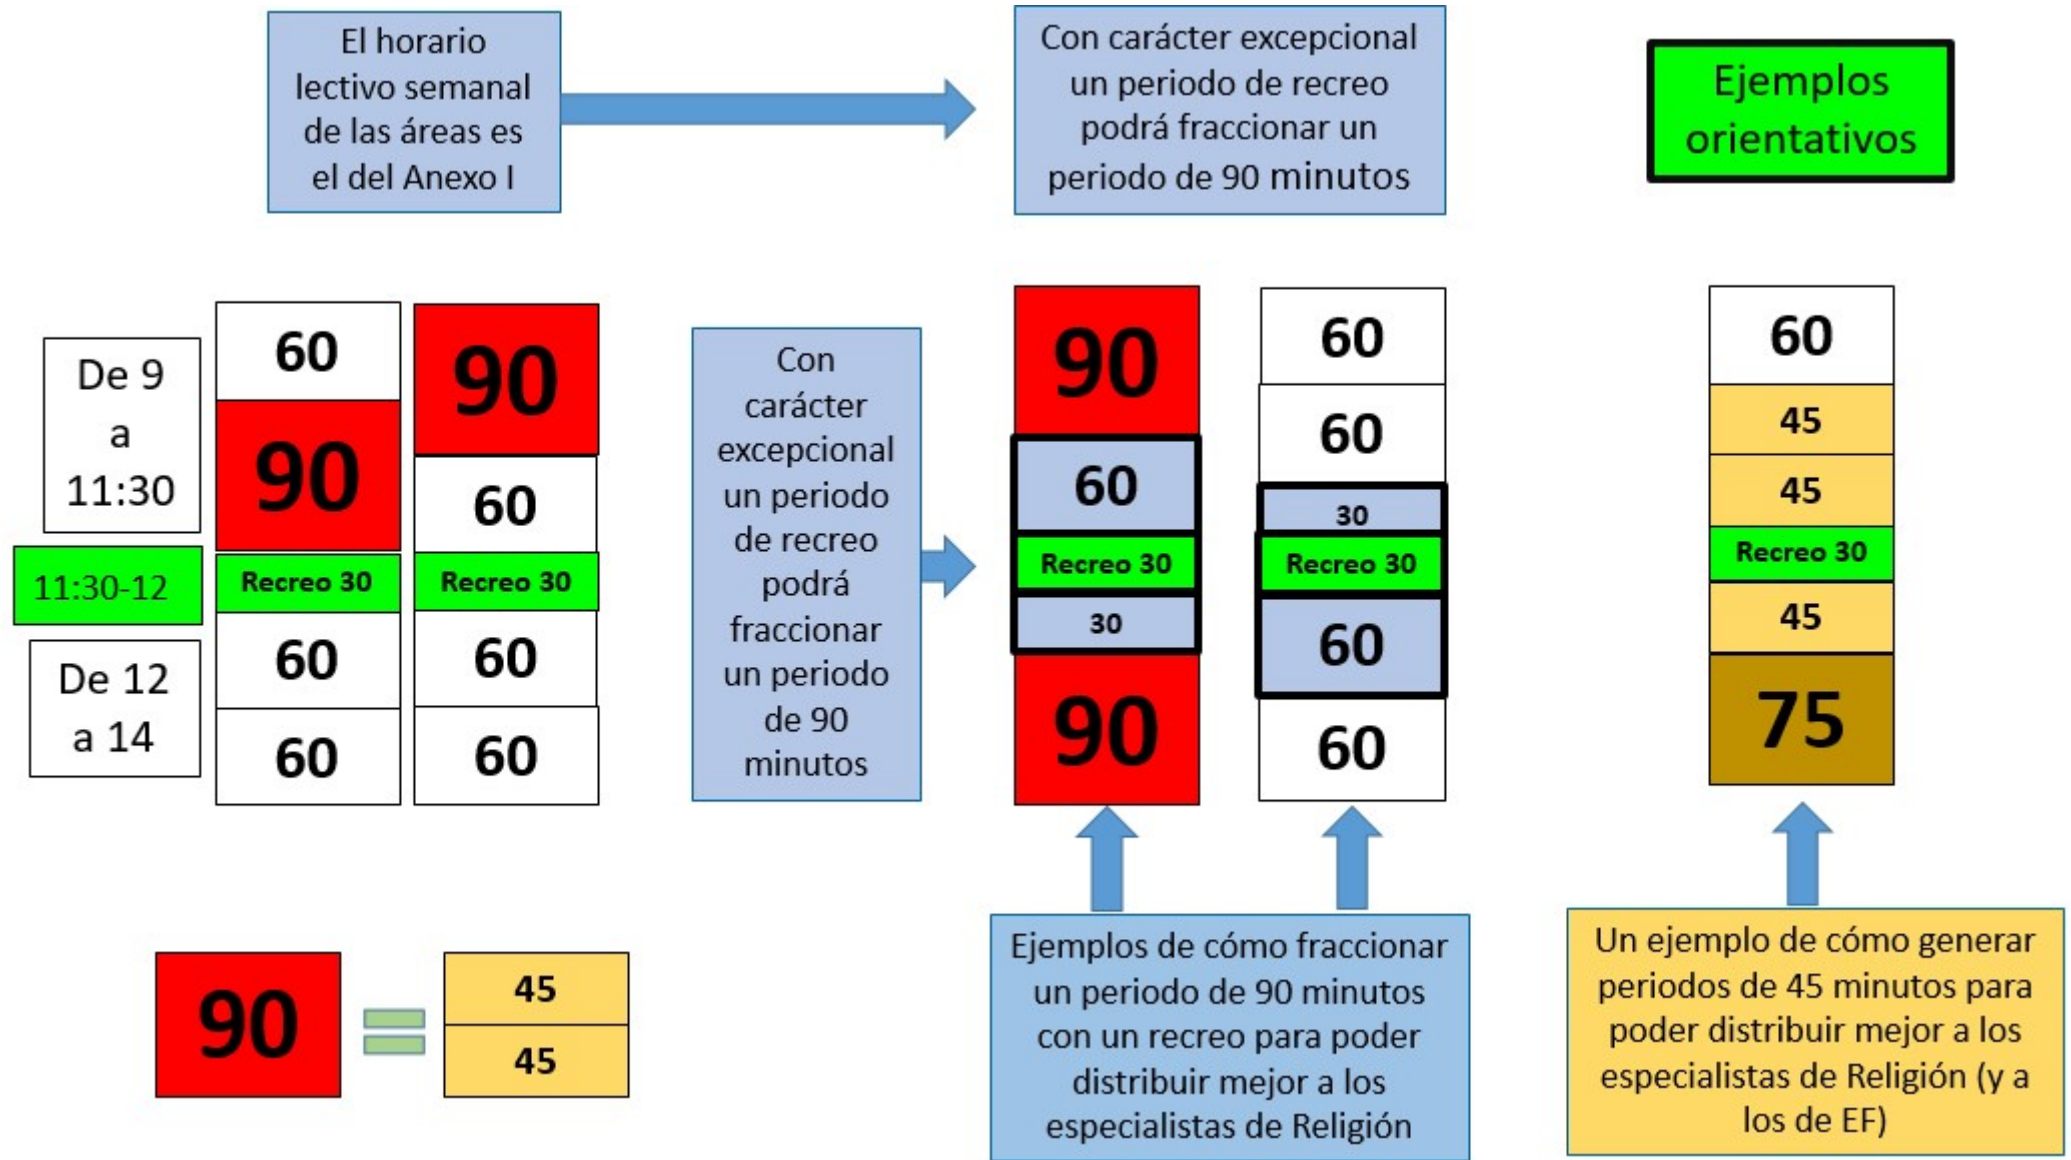 El horario
lectivo semanal
de las áreas es
el del Anexo I
Con carácter excepcional
un periodo de recreo
podrá fraccionar un
periodo de 90 minutos
Ejemplos
orientativos
De 9
a
11:30
11:30-12
De 12
a 14
60
90
Recreo 30
60
60
90
60
Recreo 30
60
60
Con
carácter
excepcional
un periodo
de recreo
podrá
fraccionar
un periodo
de 90
minutos
90
60
Recreo 30
30
90
60
60
30
Recreo 30
60
60
60
45
45
Recreo 30
45
75
90
45
45
Ejemplos de cómo fraccionar
un periodo de 90 minutos
con un recreo para poder
distribuir mejor a los
especialistas de Religión
Un ejemplo de cómo generar
periodos de 45 minutos para
poder distribuir mejor a los
especialistas de Religión (y a
los de EF)